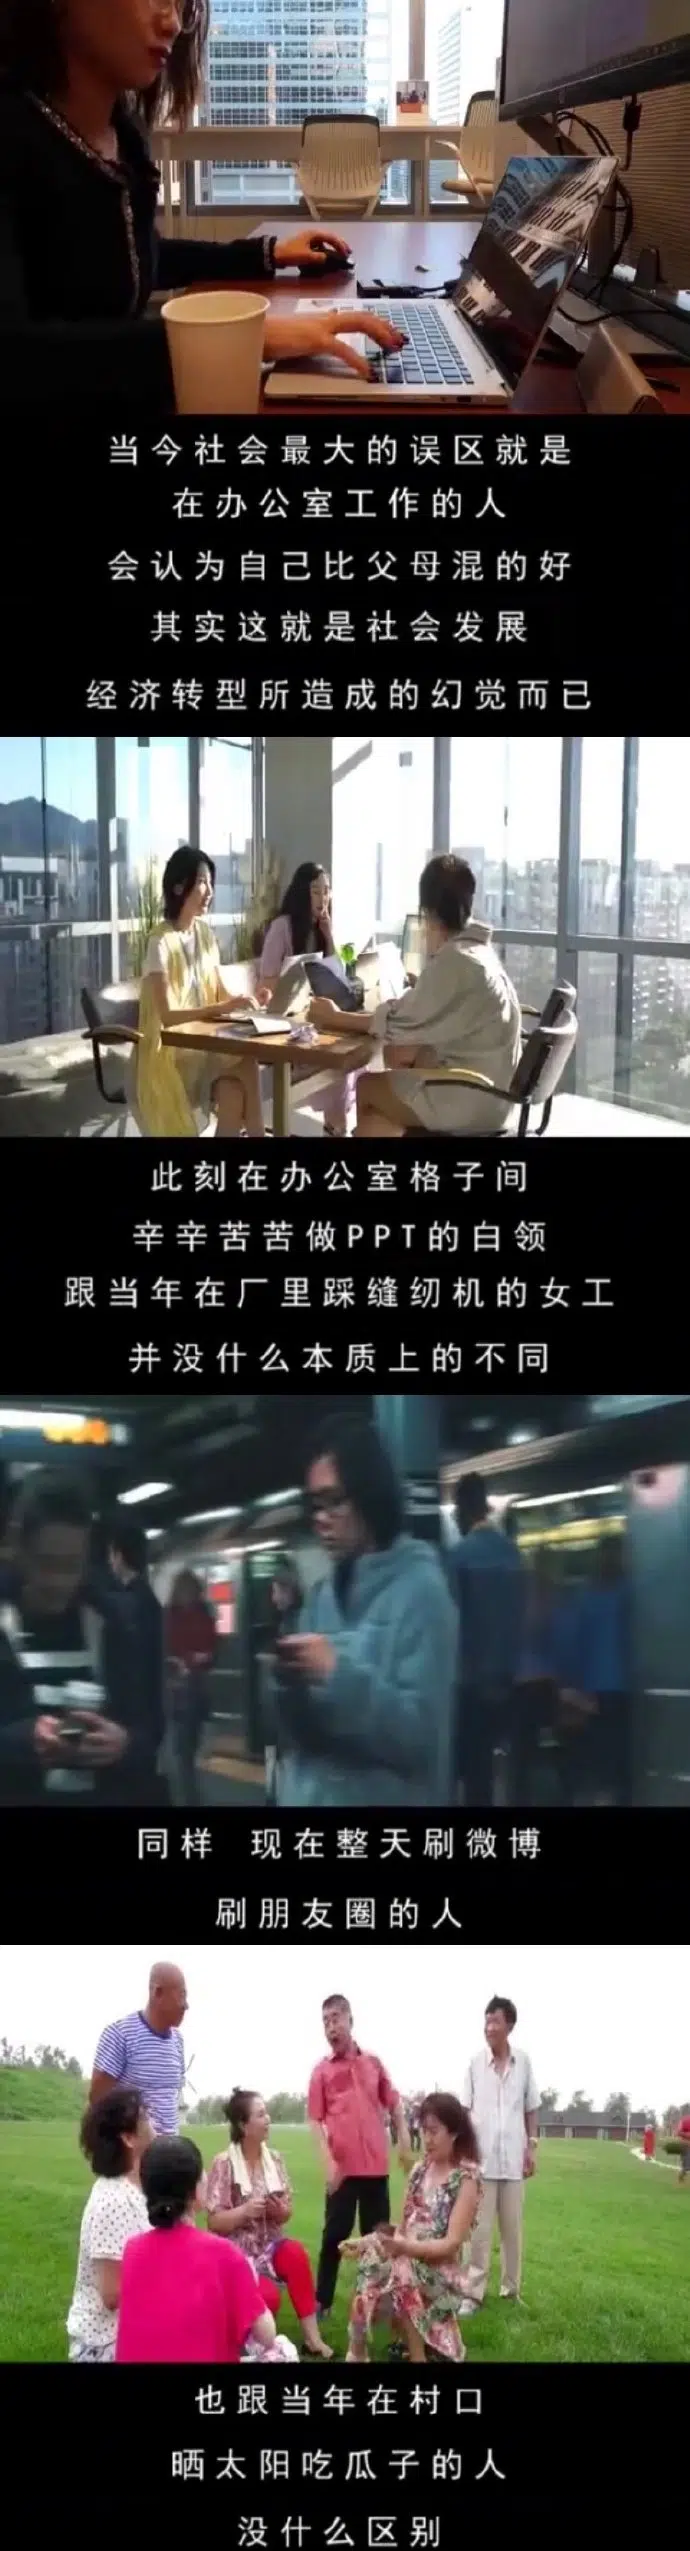 当今社会最大的误区就是
在办公室工作的人
会认为自己比父母混的好
其实这就是社会发展
经济转型所造成的幻觉而已
此刻在办公室格子间
辛辛苦苦做PPT的白领
跟当年在厂里踩缝纫机的女工
并没什么本质上的不同
同样 现在整天刷微博
刷朋友圈的人
也跟当年在村口
晒太阳吃瓜子的人
没什么区别